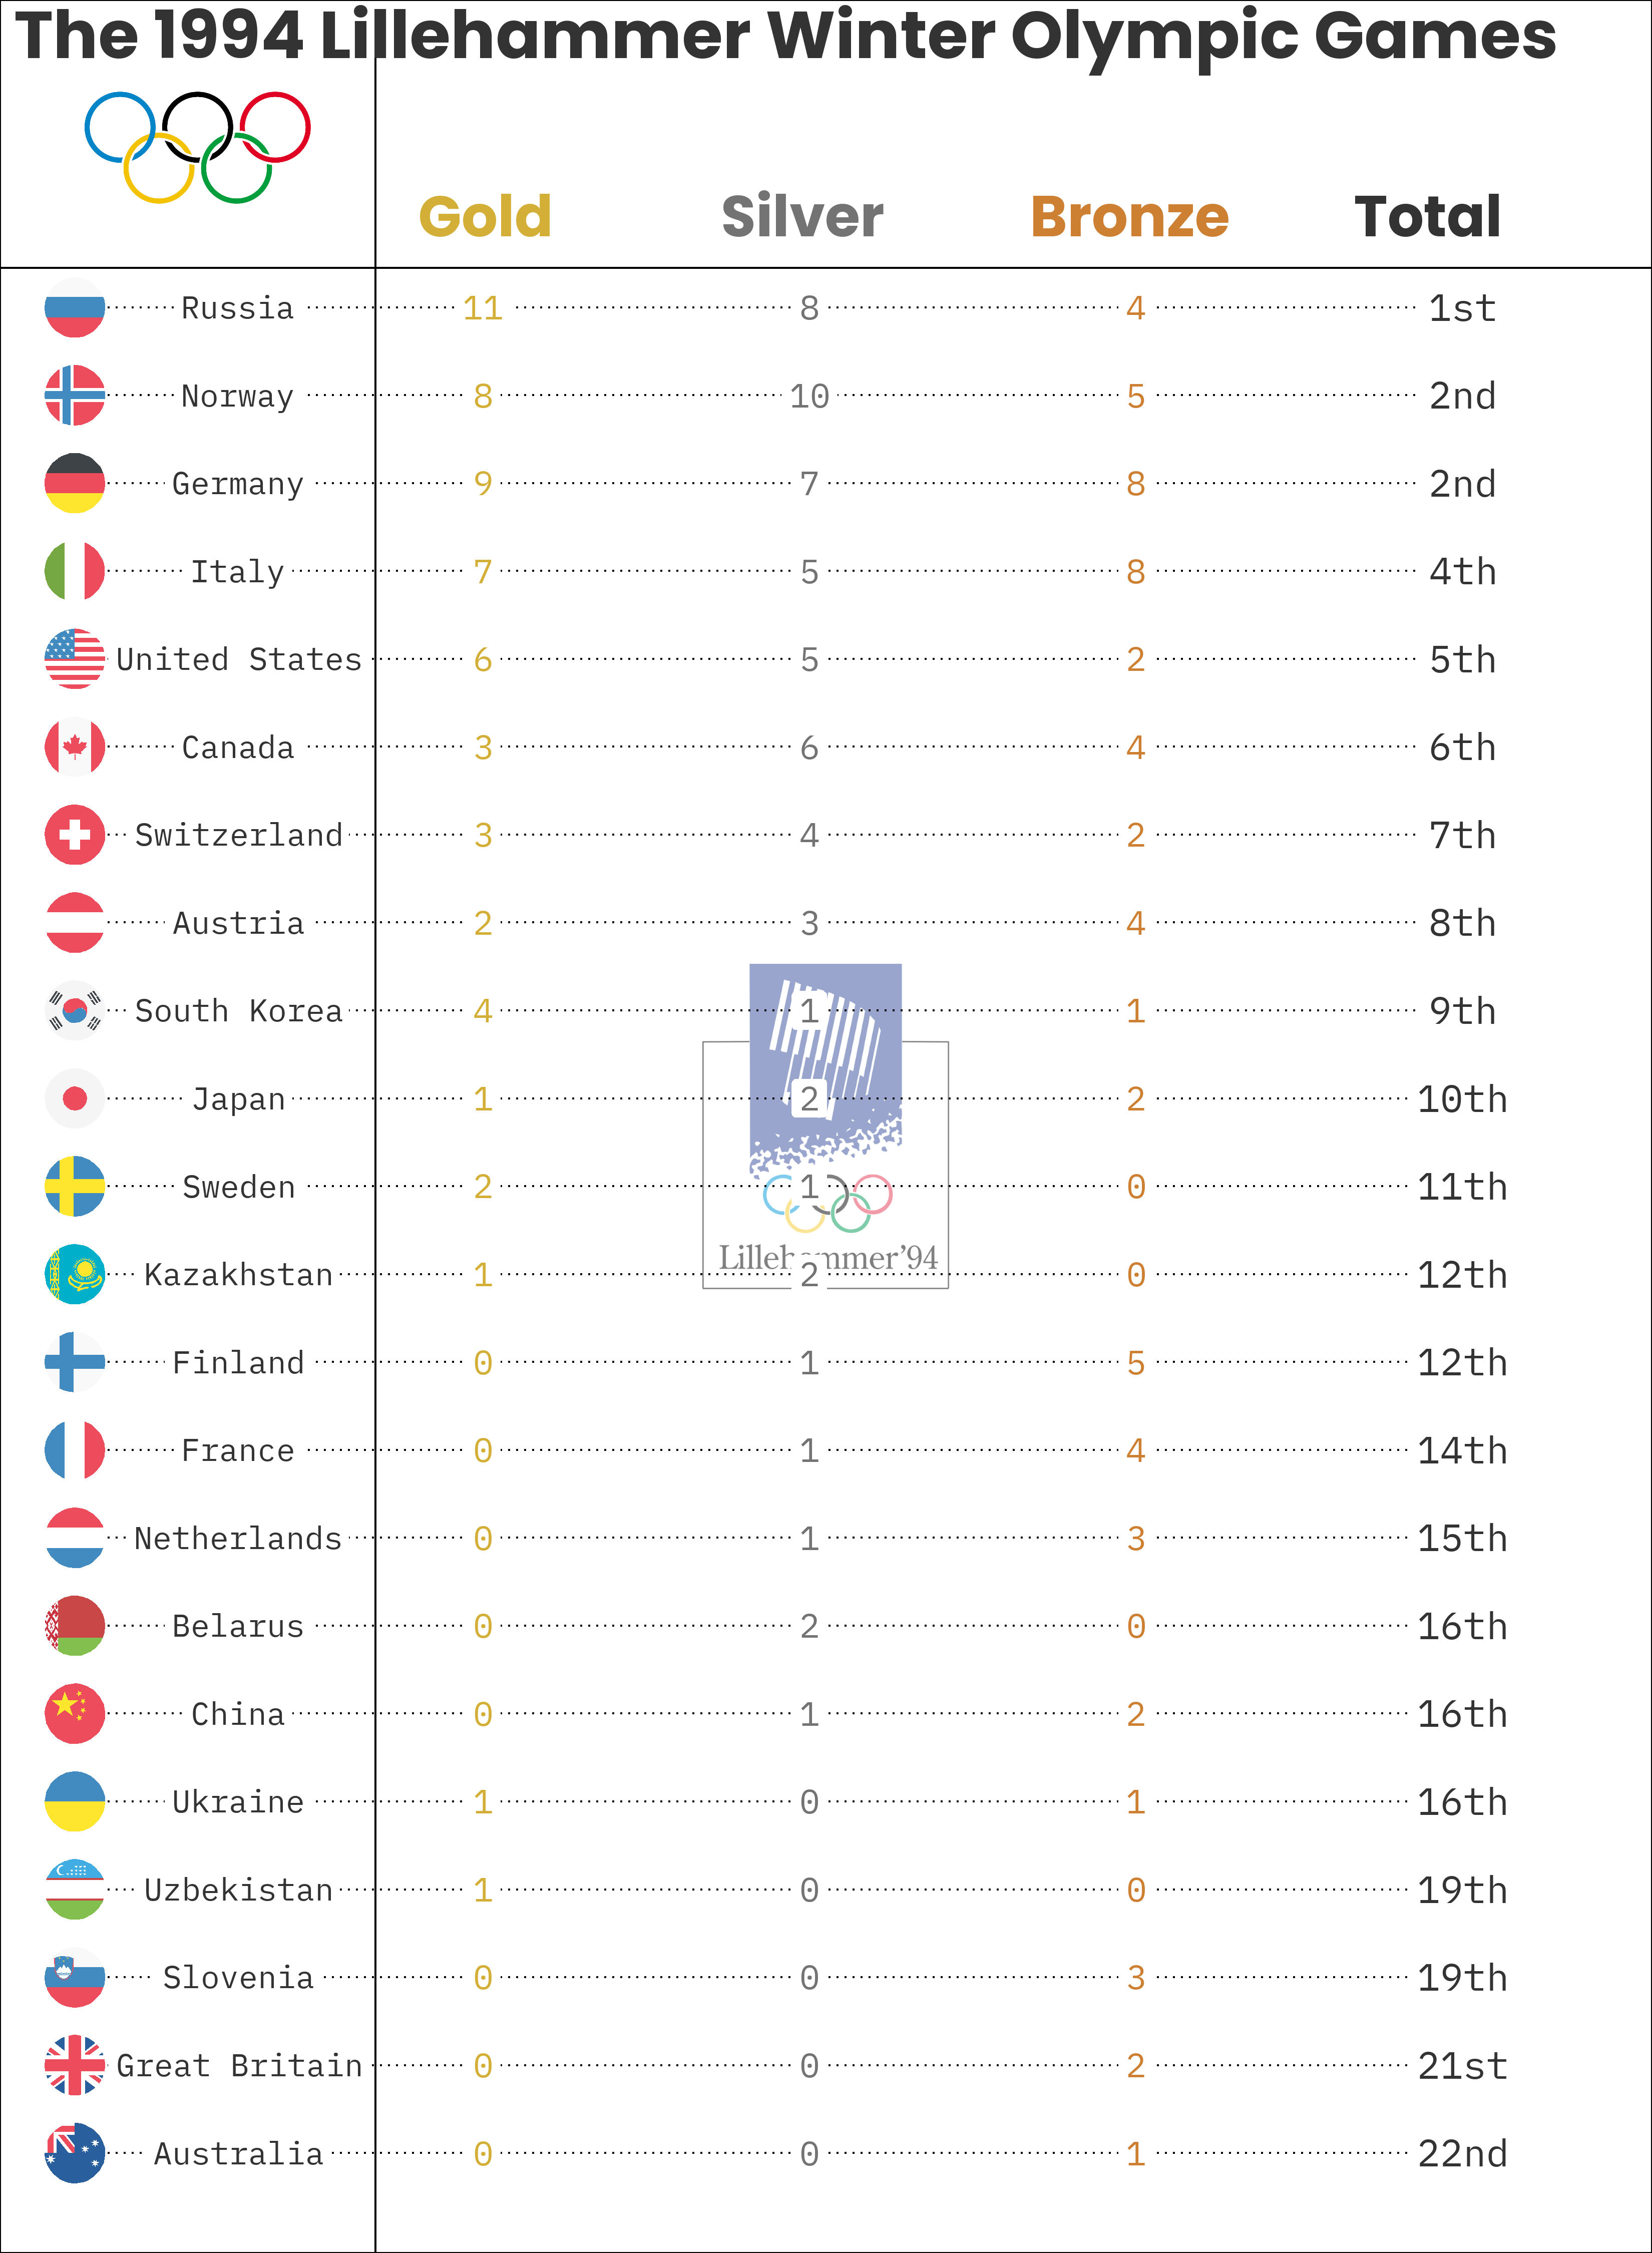 The 1994 Lillehammer Winter Olympic Games
Gold Silver Bronze Total
Russia 11 8 4 1st
Norway 8 10 5 2nd
Germany 9 7 8 2nd
Italy 7 5 8 4th
United States 6 5 2 5th
Canada 3 6 4 6th
Switzerland 3 4 2 7th
Austria 2 3 4 8th
South Korea 4 1 1 9th
Japan 1 2 2 10th
Sweden 2 1 0 11th
Lillehammer’94
Kazakhstan 1 2 0 12th
Finland 0 1 5 12th
France 0 1 4 14th
Netherlands 0 1 3 15th
Belarus 0 2 0 16th
China 0 1 2 16th
Ukraine 1 0 1 16th
Uzbekistan 1 0 0 19th
Slovenia 0 0 3 19th
Great Britain 0 0 2 21st
Australia 0 0 1 22nd